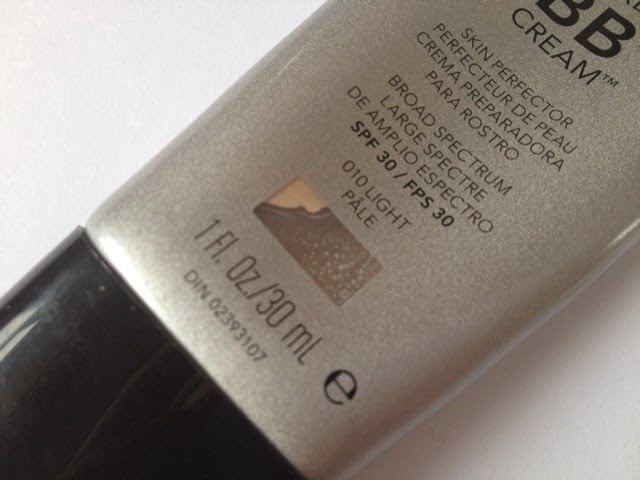 BB
CREAM™
SKIN PERFECTOR
PERFECTEUR DE PEAU
CREMA PREPARADORA
PARA ROSTRO
BROAD SPECTRUM
LARGE SPECTRE
DE AMPLIO ESPECTRO
SPF 30 / FPS 30
010 LIGHT
PÂLE
1 Fl. Oz./30 mL
DIN 02393107
e